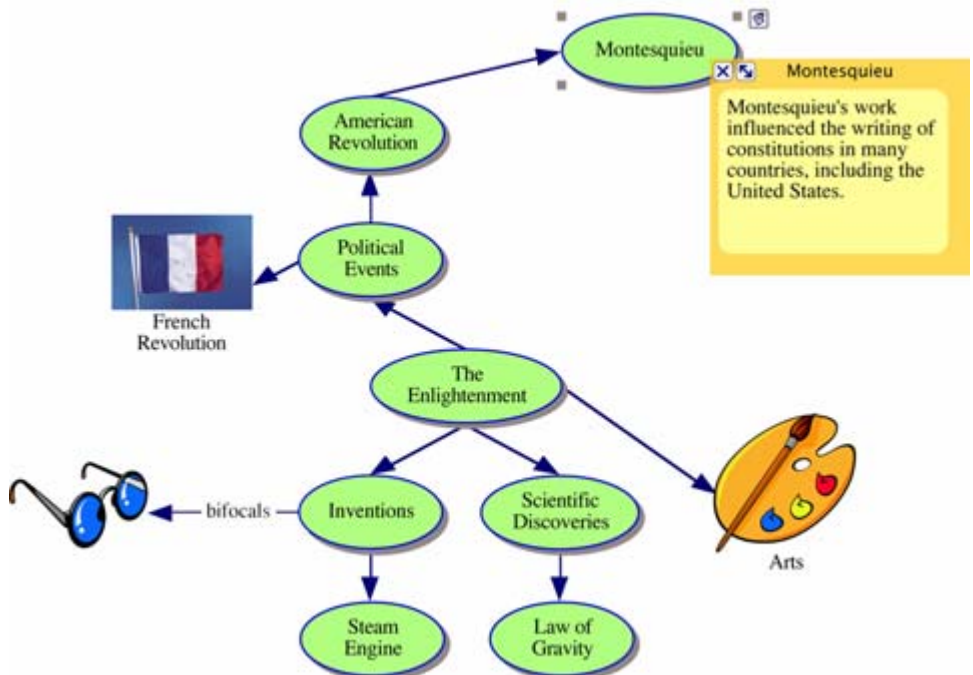 Montesquieu
Montesquieu
Montesquieu's work
influenced the writing of
constitutions in many
countries, including the
United States.
American
Revolution
Political
Events
French
Revolution
The
Enlightenment
bifocals
Inventions
Scientific
Discoveries
Arts
Steam
Engine
Law of
Gravity